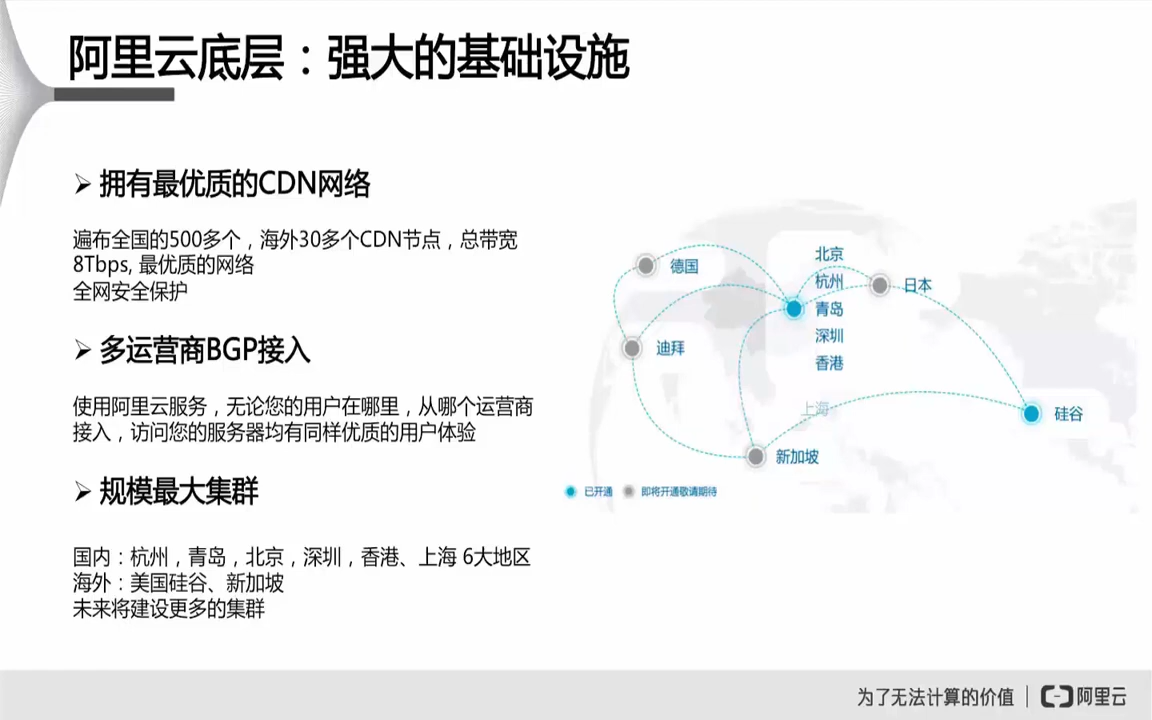 阿里云底层：强大的基础设施
➢ 拥有最优质的CDN网络
遍布全国的500多个，海外30多个CDN节点，总带宽
8Tbps, 最优质的网络
全网安全保护
➢ 多运营商BGP接入
使用阿里云服务，无论您的用户在哪里，从哪个运营商
接入，访问您的服务器均有同样优质的用户体验
➢ 规模最大集群
国内：杭州，青岛，北京，深圳，香港、上海 6大地区
海外：美国硅谷、新加坡
未来将建设更多的集群
德国
北京
杭州
青岛
深圳
香港
日本
迪拜
上海
硅谷
新加坡
已开通
即将开通敬请期待
为了无法计算的价值
阿里云